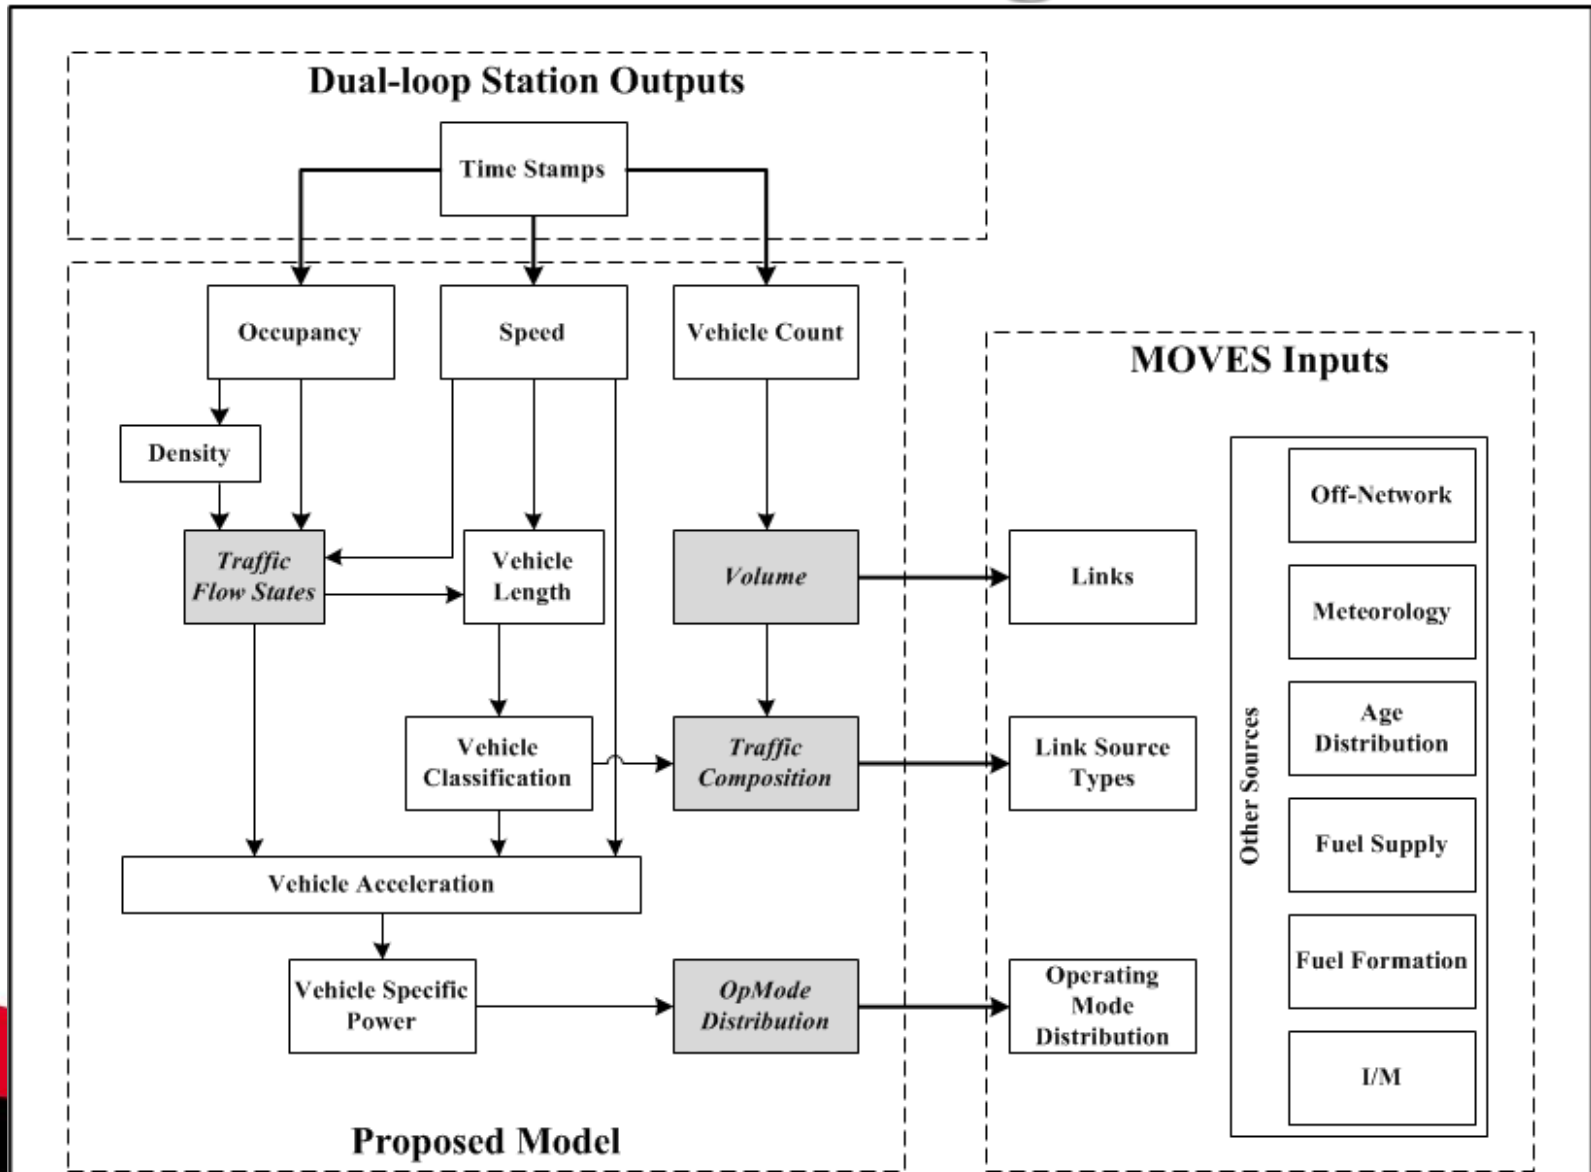 Dual-loop Station Outputs
Time Stamps
Occupancy
Speed
Vehicle Count
MOVES Inputs
Density
Off-Network
Traffic
Flow States
Vehicle
Length
Volume
Links
Meteorology
Vehicle
Classification
Traffic
Composition
Link Source
Types
Other Sources
Age
Distribution
Fuel Supply
Vehicle Acceleration
Vehicle Specific
Power
OpMode
Distribution
Operating
Mode
Distribution
Fuel Formation
I/M
Proposed Model